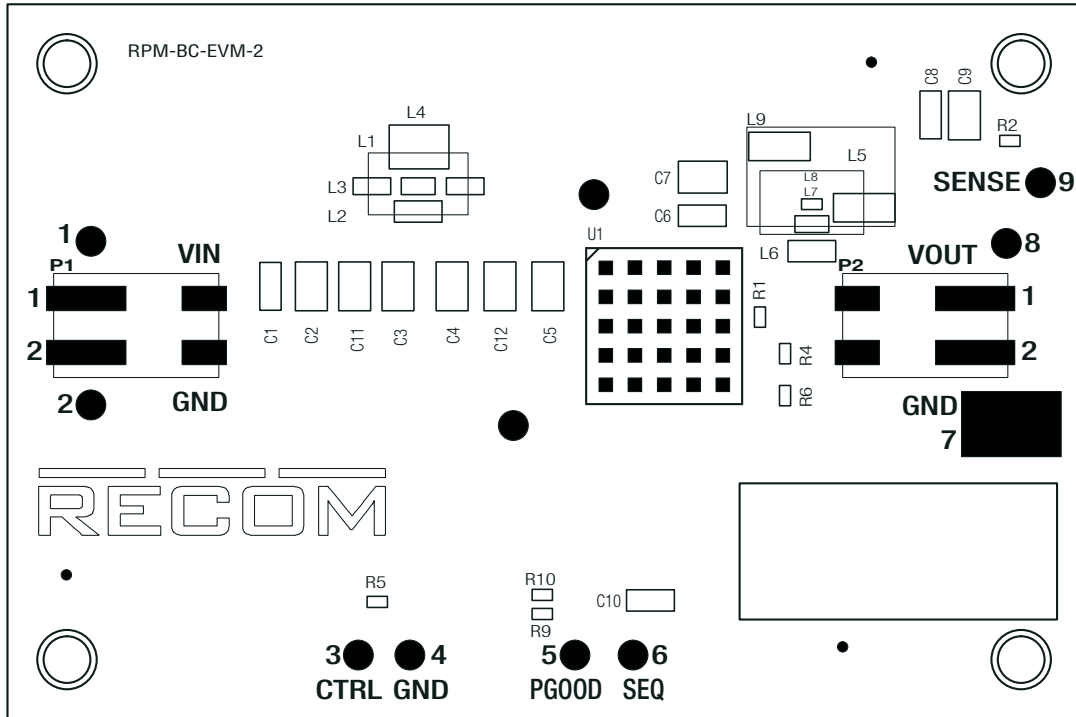 RPM-BC-EVM-2
L4
L1
L3
L2
C8
C9
R2
L9
L5
L8
L7
L6
C7
C6
SENSE 9
1
VIN
P1
1
2
2
GND
C1
C2
C11
C3
C4
C12
C5
U1
R1
R4
R6
8
VOUT
P2
1
2
GND
7
RECOM
R5
R10
R9
C10
3 4
CTRL GND
5 6
PGOOD SEQ